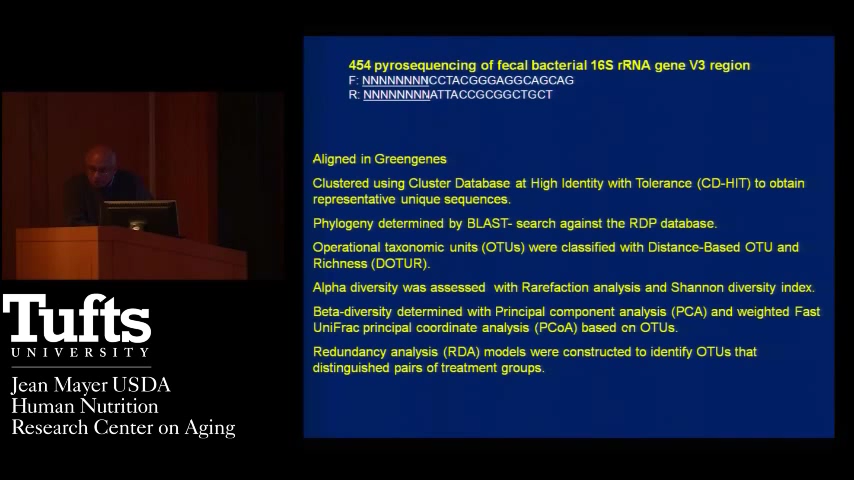 454 pyrosequencing of fecal bacterial 16S rRNA gene V3 region
F: NNNNNNNNCCTACGGGAGGCAGCAG
R: NNNNNNNNATTACCGCGGCTGCT
Aligned in Greengenes
Clustered using Cluster Database at High Identity with Tolerance (CD-HIT) to obtain
representative unique sequences.
Phylogeny determined by BLAST- search against the RDP database.
Operational taxonomic units (OTUs) were classified with Distance-Based OTU and
Richness (DOTUR).
Alpha diversity was assessed with Rarefaction analysis and Shannon diversity index.
Beta-diversity determined with Principal component analysis (PCA) and weighted Fast
UniFrac principal coordinate analysis (PCoA) based on OTUs.
Redundancy analysis (RDA) models were constructed to identify OTUs that
distinguished pairs of treatment groups.
Tufts
UNIVERSITY
Jean Mayer USDA
Human Nutrition
Research Center on Aging